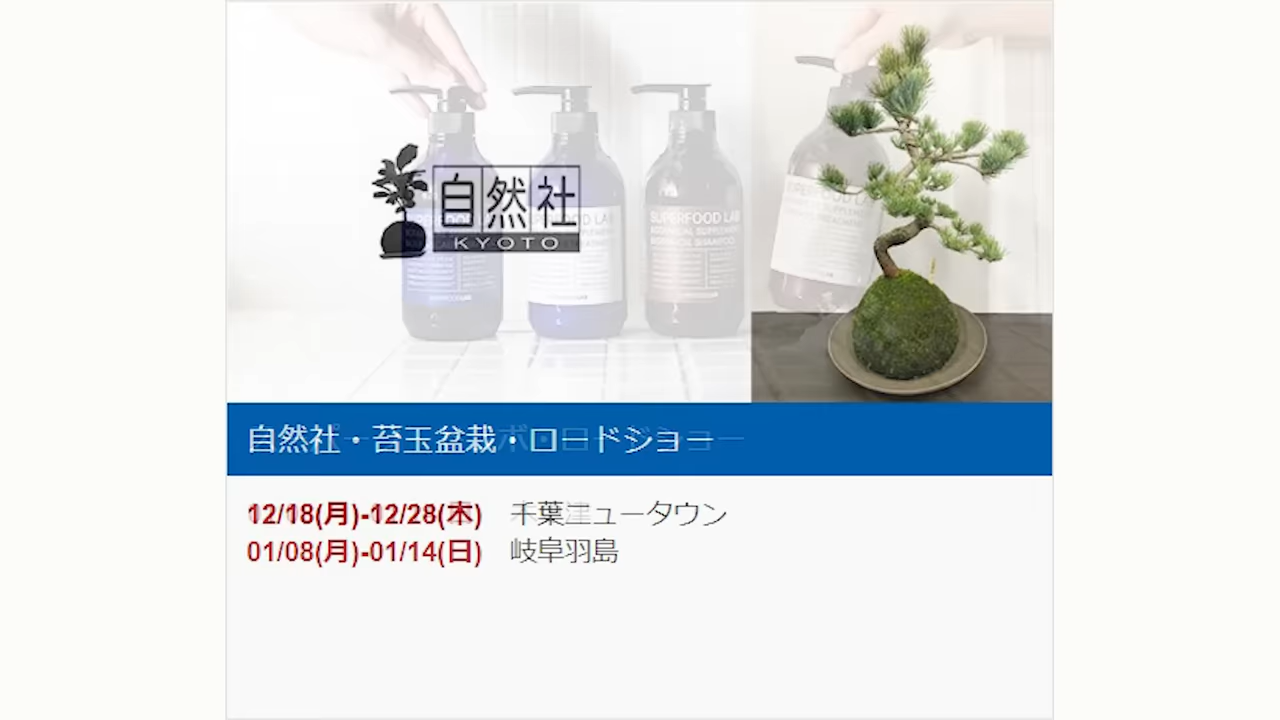 自然社
KYOTO
SUPERFOOD LAB
自然社・苔玉盆栽・ロードショー
12/18(月)-12/28(木) 千葉ニュータウン
01/08(月)-01/14(日) 岐阜羽島